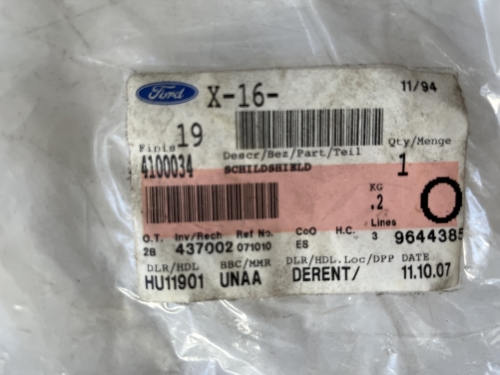 Ford X-16- 11/94
19
Finis Descr/Bez/Part/Teil Qty/Menge
4100034 SCHILDSHIELD 1
KG
.2 O
O.T. Inv/Rech Ref No. CoO H.C. Lines
2B 437002 071010 ES 3 9644385
DLR/HDL BBC/MMR DLR/HDL.Loc/DPP DATE
HU11901 UNAA DERENT/ 11.10.07